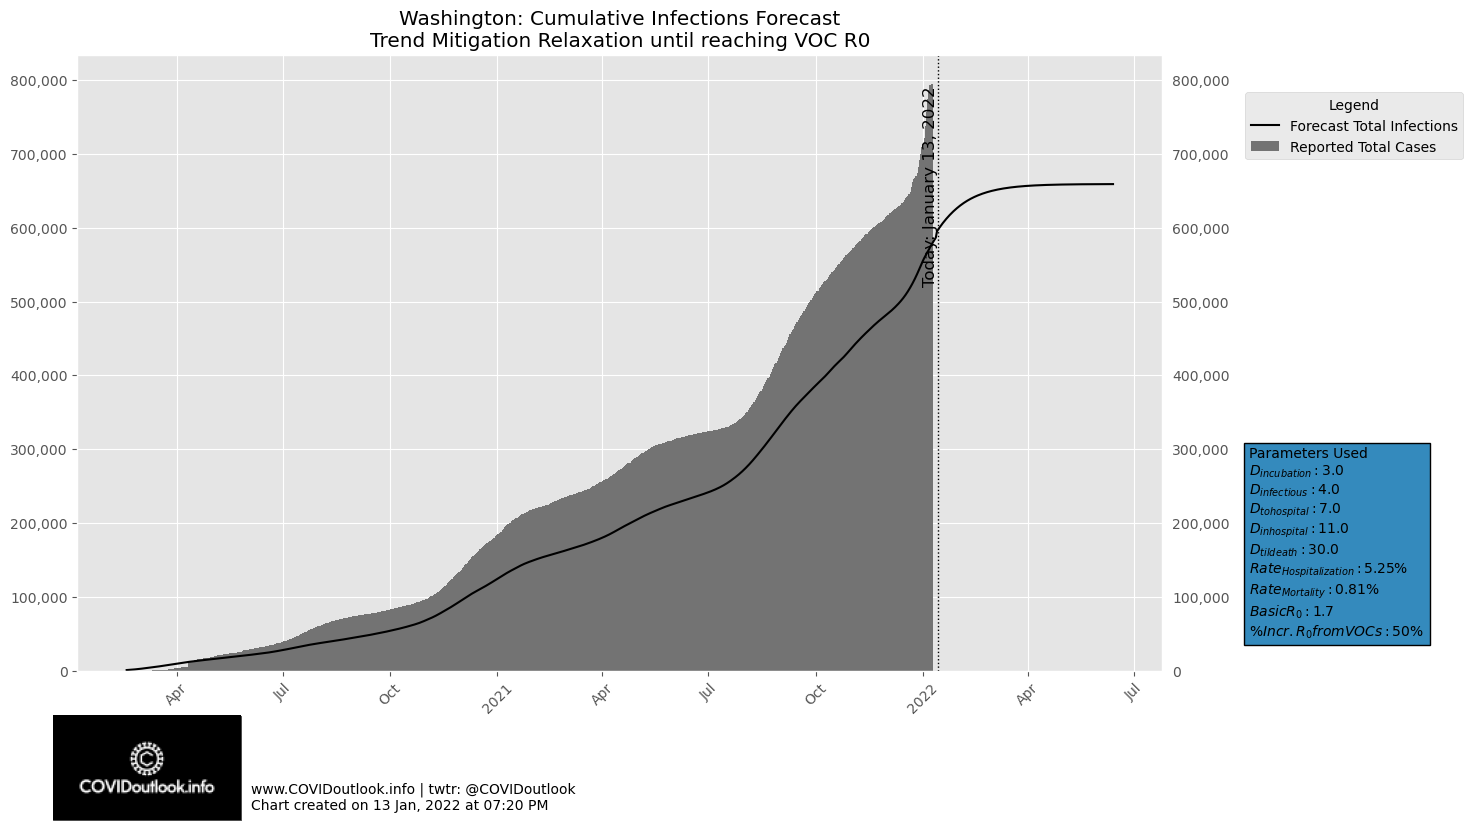 Washington: Cumulative Infections Forecast
Trend Mitigation Relaxation until reaching VOC R0
800,000
700,000
600,000
500,000
400,000
300,000
200,000
100,000
0
800,000
700,000
600,000
500,000
400,000
300,000
200,000
100,000
0
Apr
Jul
Oct
2021
Apr
Jul
Oct
2022
Apr
Jul
Today: January 13, 2022
Legend
Forecast Total Infections
Reported Total Cases
Parameters Used
D_incubation : 3.0
D_infectious : 4.0
D_tohospital : 7.0
D_inhospital : 11.0
D_tildeath : 30.0
Rate_Hospitalization : 5.25%
Rate_Mortality : 0.81%
BasicR_0 : 1.7
%Incr.R_0fromVOCs : 50%
COVIDoutlook.info
www.COVIDoutlook.info | twtr: @COVIDoutlook
Chart created on 13 Jan, 2022 at 07:20 PM